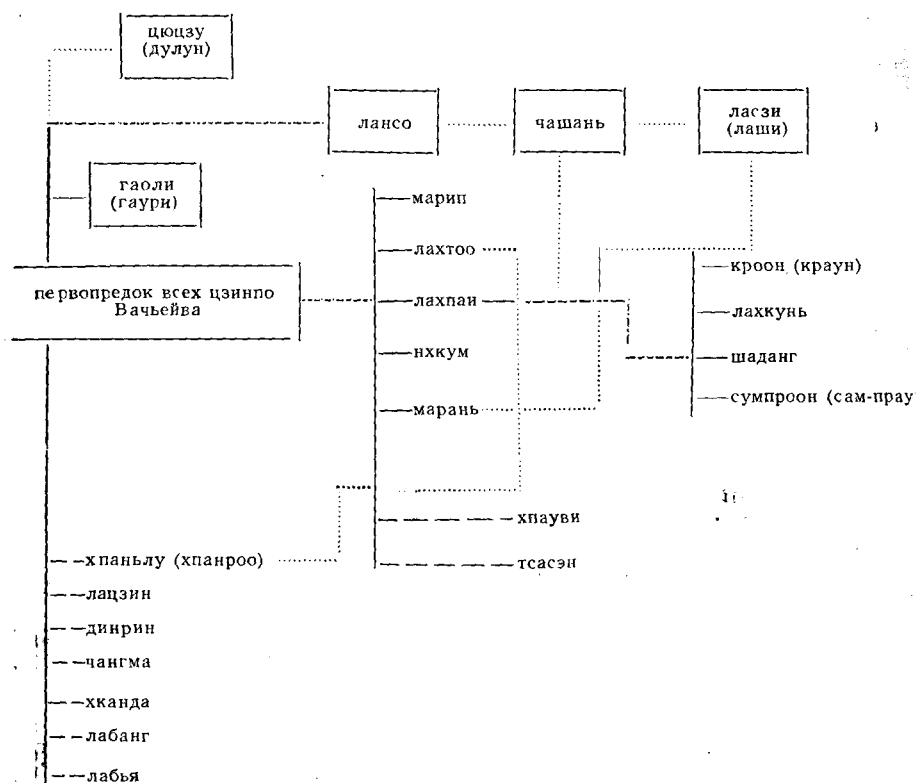 цюцзу
(дулун)
лансо
чашань
ласзи
(лаши)
гаоли
(гаури)
марип
лахтоо
кроон (краун)
первопредок всех цзинпо
Вачьейва
лахпаи
лахкунь
нхкум
шаданг
марань
сумпроон (сам-прау
хпауви
хпаньлу (хпанроо)
тсасэн
лацзин
динрин
чангма
хканда
лабанг
лабья